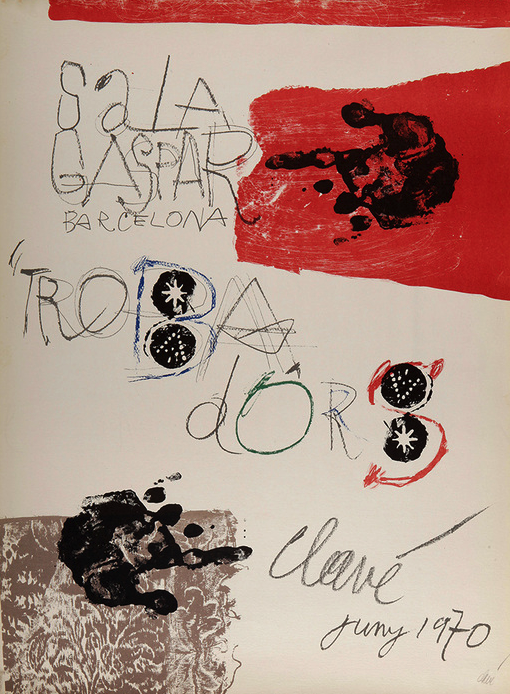 Sala
GASPAR
BARCELONA
"TROBA
dORS"
clavé
juny 1970